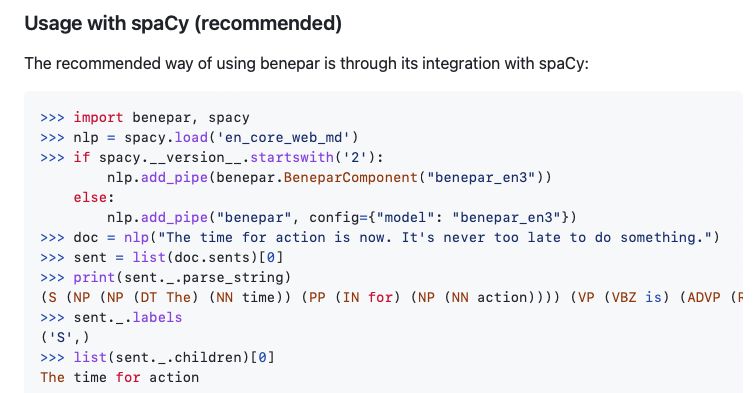 Usage with spaCy (recommended)
The recommended way of using benepar is through its integration with spaCy:
>>> import benepar, spacy
>>> nlp = spacy.load('en_core_web_md')
>>> if spacy.__version__.startswith('2'):
        nlp.add_pipe(benepar.BeneparComponent("benepar_en3"))
    else:
        nlp.add_pipe("benepar", config={"model": "benepar_en3"})
>>> doc = nlp("The time for action is now. It's never too late to do something.")
>>> sent = list(doc.sents)[0]
>>> print(sent._.parse_string)
(S (NP (NP (DT The) (NN time)) (PP (IN for) (NP (NN action)))) (VP (VBZ is) (ADVP (
>>> sent._.labels
('S',)
>>> list(sent._.children)[0]
The time for action